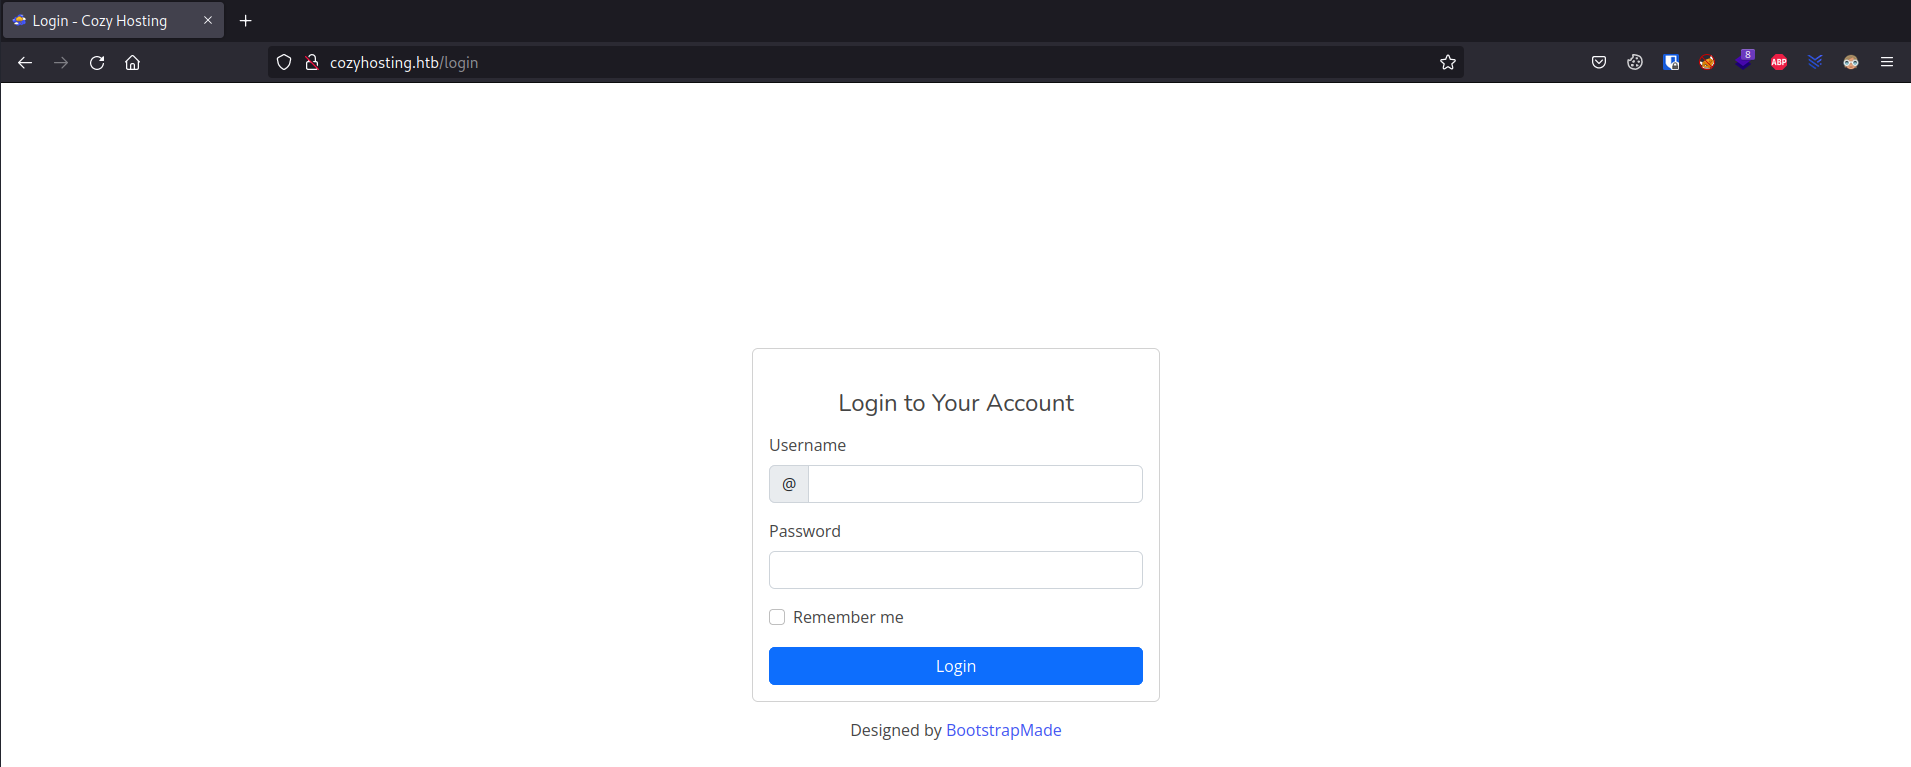 Login - Cozy Hosting
cozyhosting.htb/login
8
ABP
Login to Your Account
Username
@
Password
Remember me
Login
Designed by BootstrapMade